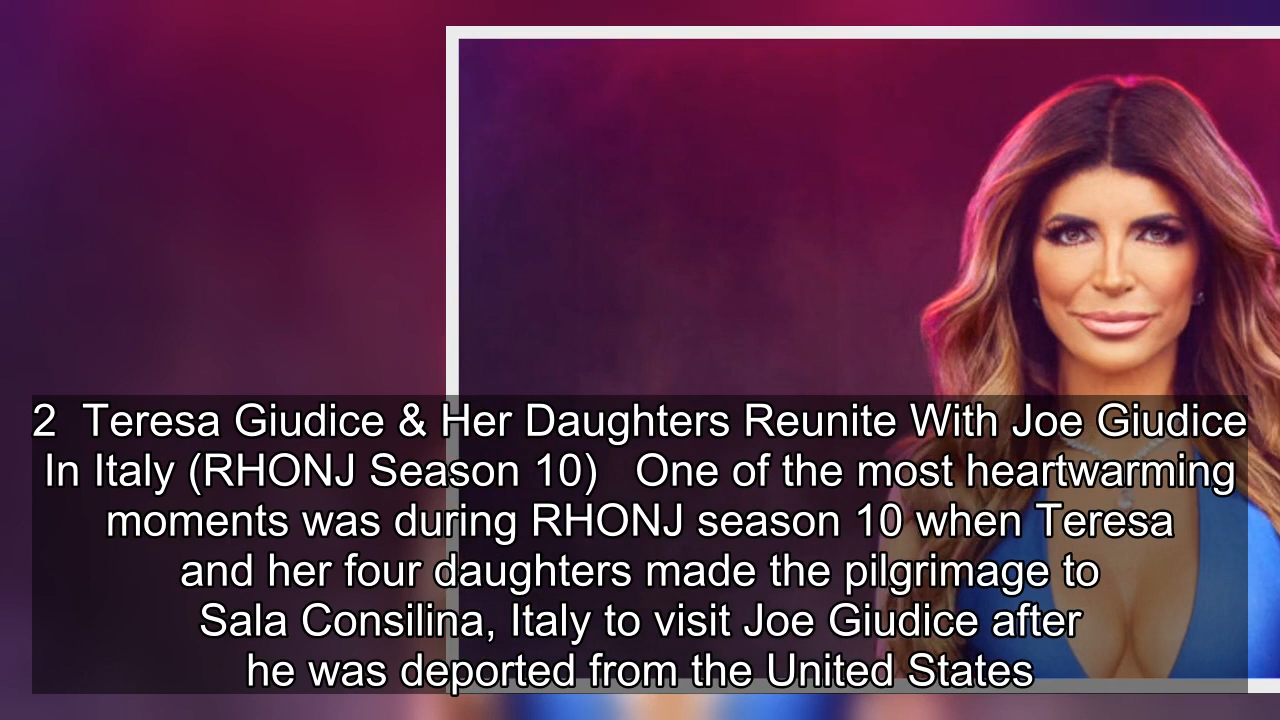 2  Teresa Giudice & Her Daughters Reunite With Joe Giudice
In Italy (RHONJ Season 10)   One of the most heartwarming
moments was during RHONJ season 10 when Teresa
and her four daughters made the pilgrimage to
Sala Consilina, Italy to visit Joe Giudice after
he was deported from the United States